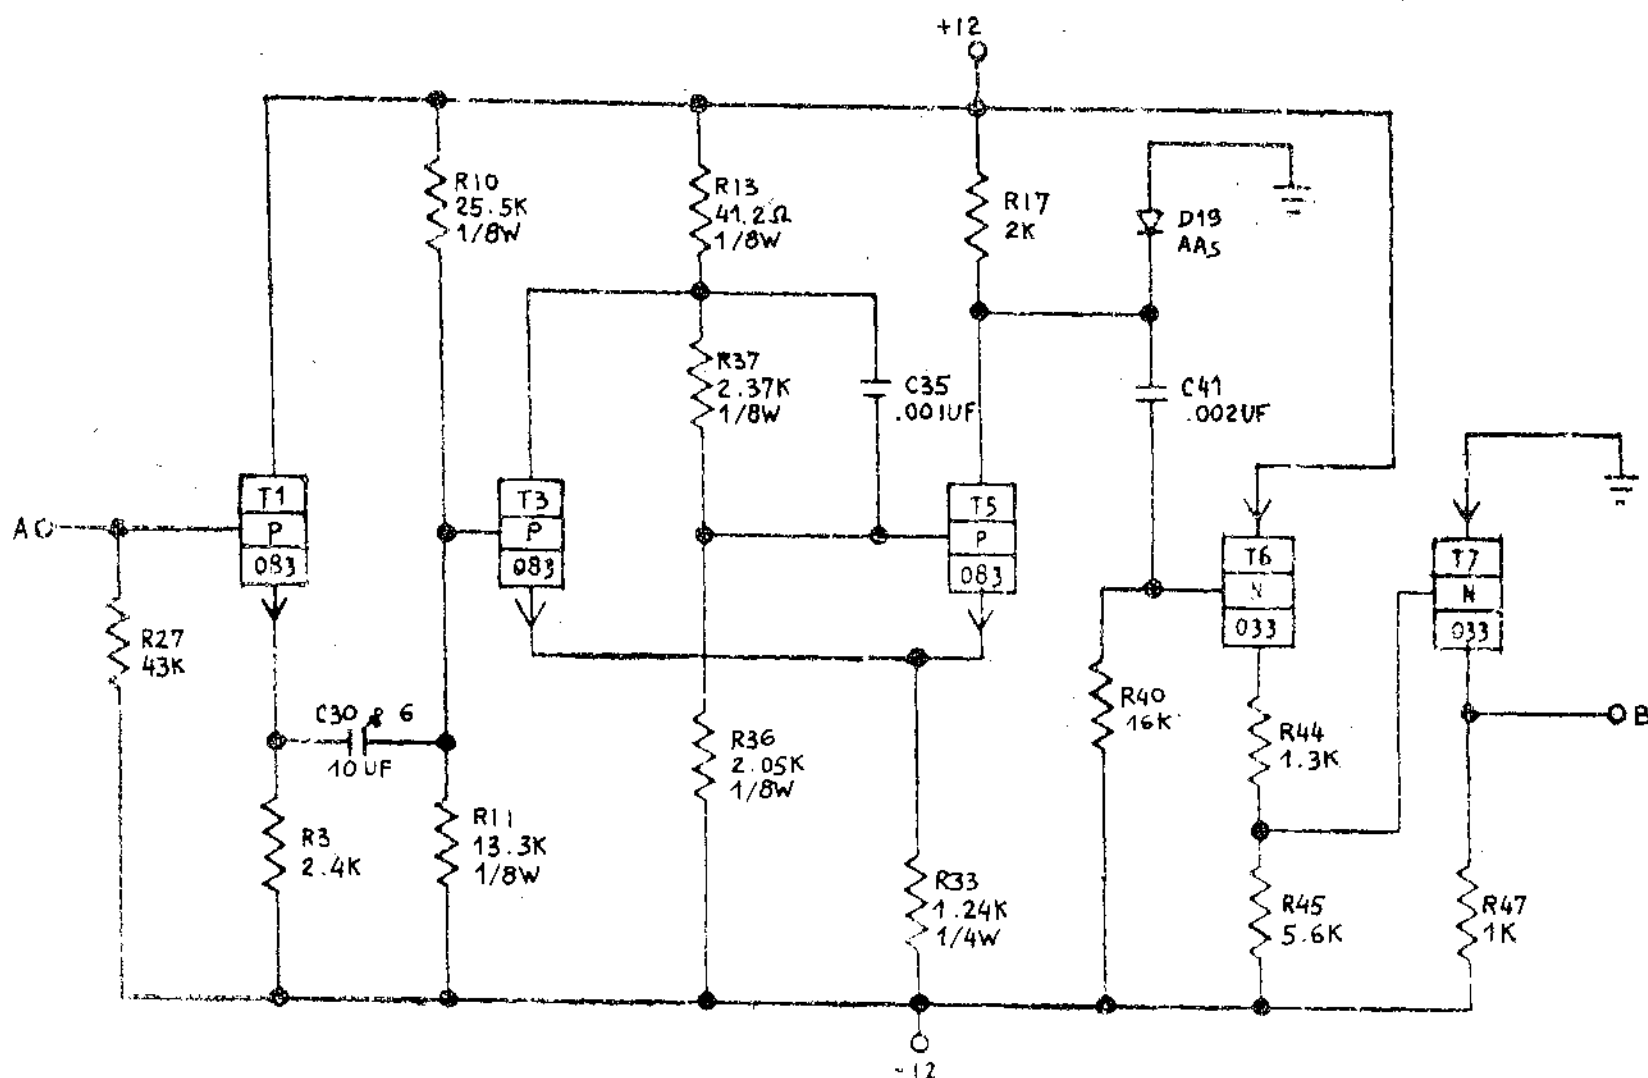 +12
R10
25.5K
1/8W
R13
41.2Ω
1/8W
R17
2K
D19
AA5
R37
2.37K
1/8W
C35
.001UF
C41
.002UF
A
T1
P
083
T3
P
083
T5
P
083
T6
N
033
T7
N
033
R27
43K
C30 & 6
10UF
R40
16K
B
R36
2.05K
1/8W
R44
1.3K
R3
2.4K
R11
13.3K
1/8W
R33
1.24K
1/4W
R45
5.6K
R47
1K
-12